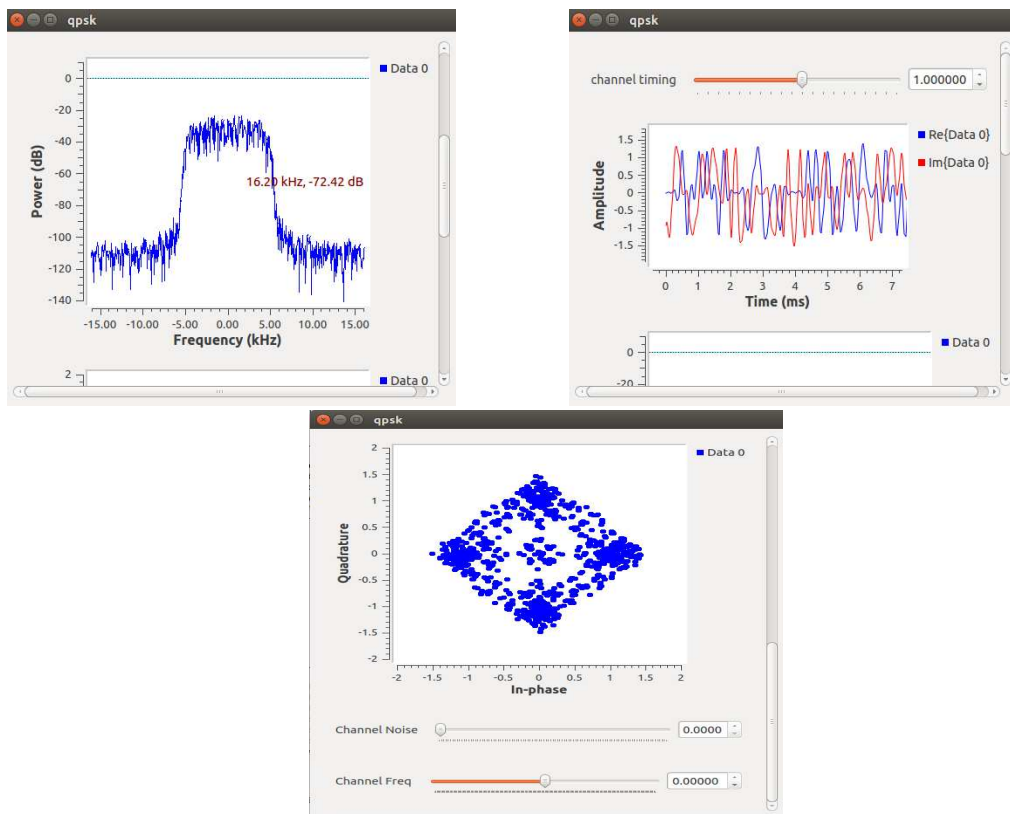 qpsk
Data 0
0
-20
-40
-60
-80
-100
-120
-140
Power (dB)
16.20 kHz, -72.42 dB
-15.00 -10.00 -5.00 0.00 5.00 10.00 15.00
Frequency (kHz)
2
Data 0
qpsk
channel timing 1.000000
1.5
1
0.5
0
-0.5
-1
-1.5
Amplitude
Re{Data 0}
Im{Data 0}
0 1 2 3 4 5 6 7
Time (ms)
0
-20
Data 0
qpsk
2
1.5
1
0.5
0
-0.5
-1
-1.5
-2
Quadrature
Data 0
-2 -1.5 -1 -0.5 0 0.5 1 1.5 2
In-phase
Channel Noise 0.0000
Channel Freq 0.00000